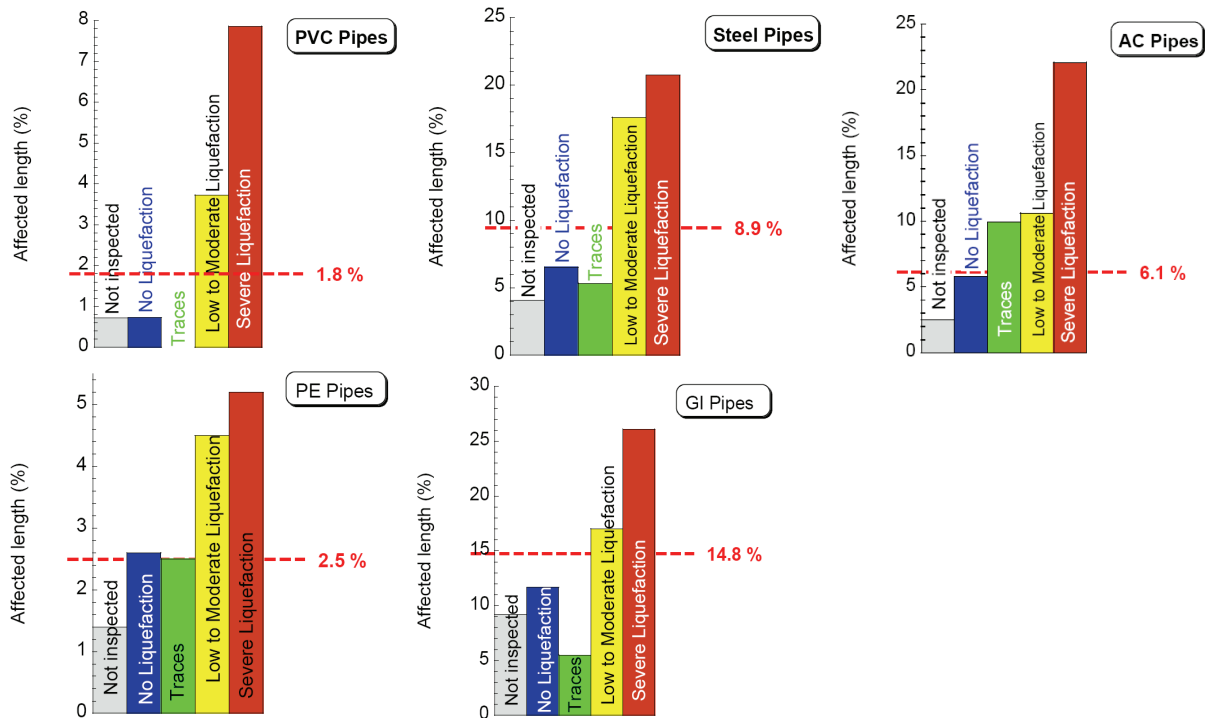 PVC Pipes
Affected length (%)
8
7
6
5
4
3
2
1
0
Not inspected
No Liquefaction
Traces
Low to Moderate Liquefaction
Severe Liquefaction
1.8 %
Steel Pipes
Affected length (%)
25
20
15
10
5
0
Not inspected
No Liquefaction
Traces
Low to Moderate Liquefaction
Severe Liquefaction
8.9 %
AC Pipes
Affected length (%)
25
20
15
10
5
0
Not inspected
No Liquefaction
Traces
Low to Moderate Liquefaction
Severe Liquefaction
6.1 %
PE Pipes
Affected length (%)
5
4
3
2
1
0
Not inspected
No Liquefaction
Traces
Low to Moderate Liquefaction
Severe Liquefaction
2.5 %
GI Pipes
Affected length (%)
30
25
20
15
10
5
0
Not inspected
No Liquefaction
Traces
Low to Moderate Liquefaction
Severe Liquefaction
14.8 %